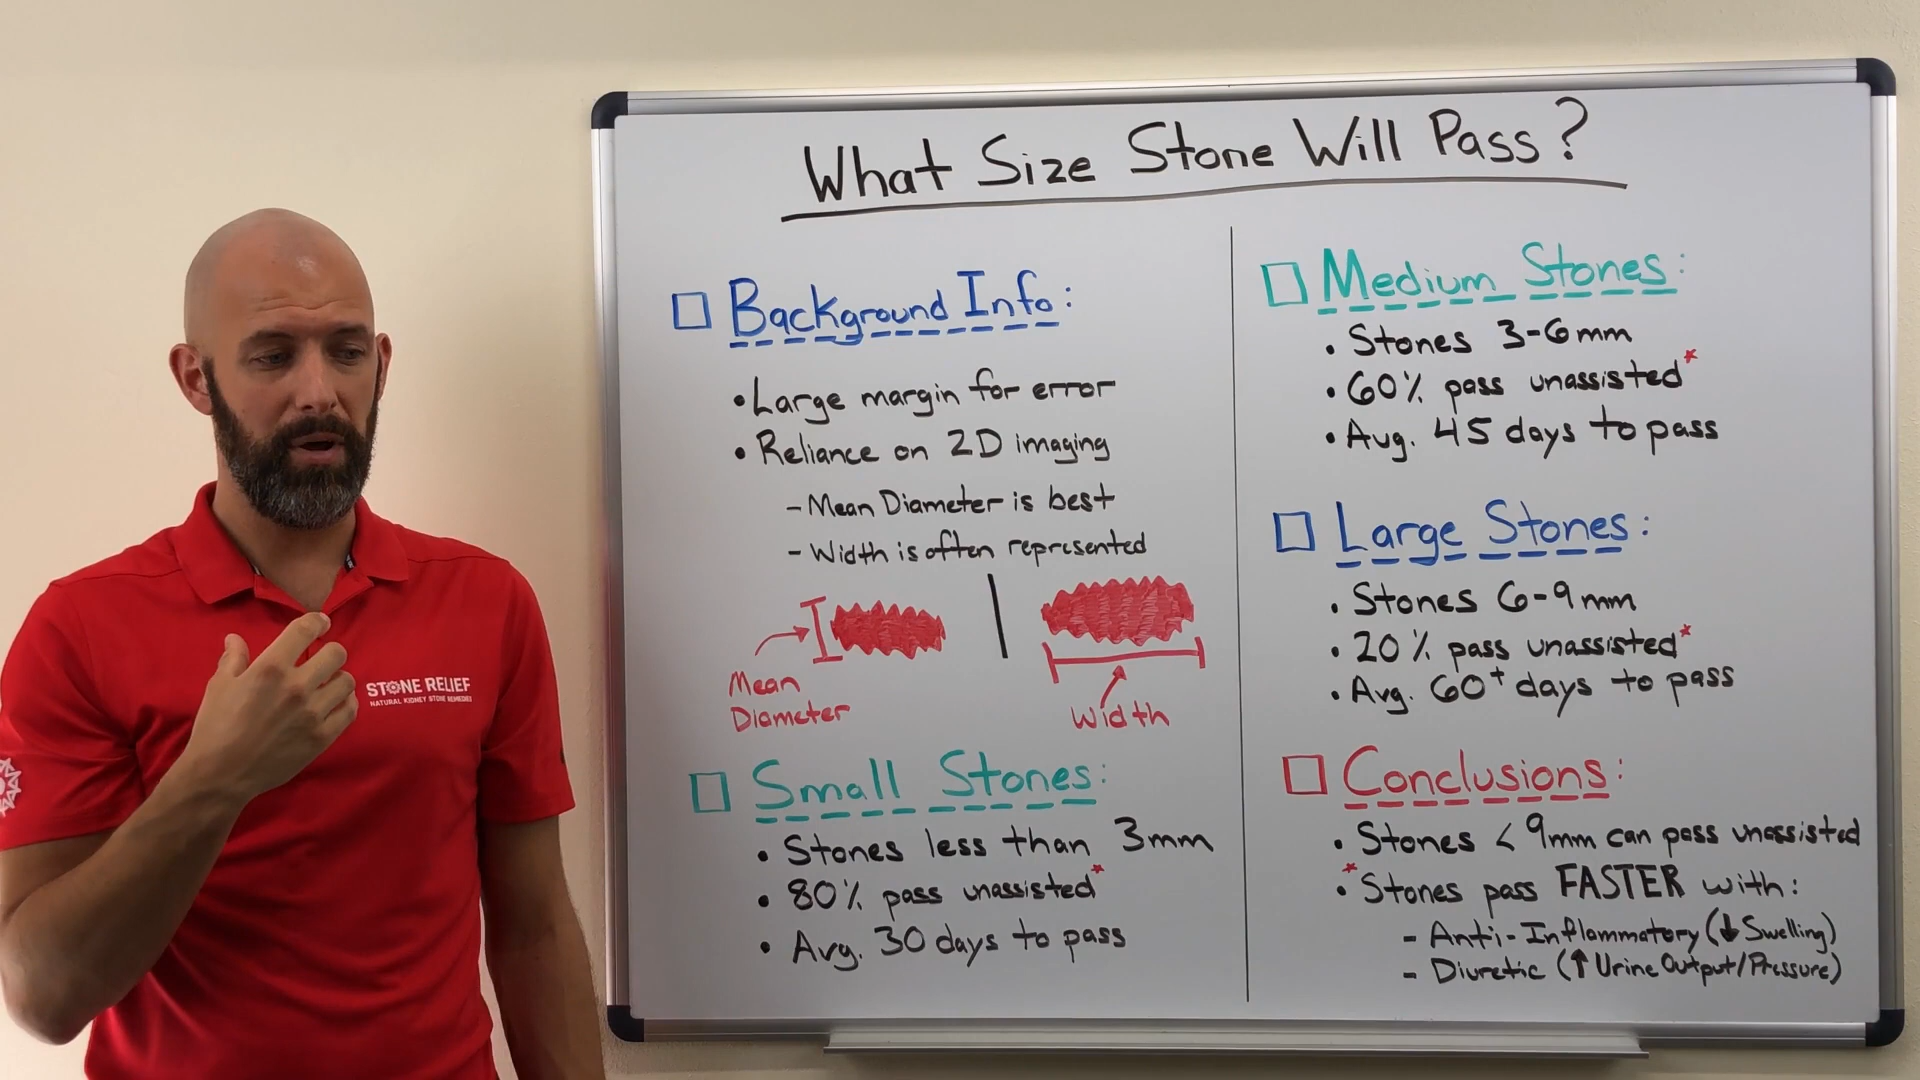 What Size Stone Will Pass?
Background Info:
• Large margin for error
• Reliance on 2D imaging
- Mean Diameter is best
- Width is often represented
Mean
Diameter
Width
Small Stones:
• Stones less than 3mm
• 80% pass unassisted*
• Avg. 30 days to pass
Medium Stones:
• Stones 3-6mm
• 60% pass unassisted*
• Avg. 45 days to pass
Large Stones:
• Stones 6-9mm
• 20% pass unassisted*
• Avg. 60+ days to pass
Conclusions:
• Stones < 9mm can pass unassisted
*• Stones pass FASTER with:
- Anti-Inflammatory (↓ Swelling)
- Diuretic (↑ Urine Output/Pressure)
STONE RELIEF
NATURAL KIDNEY STONE REMEDIES